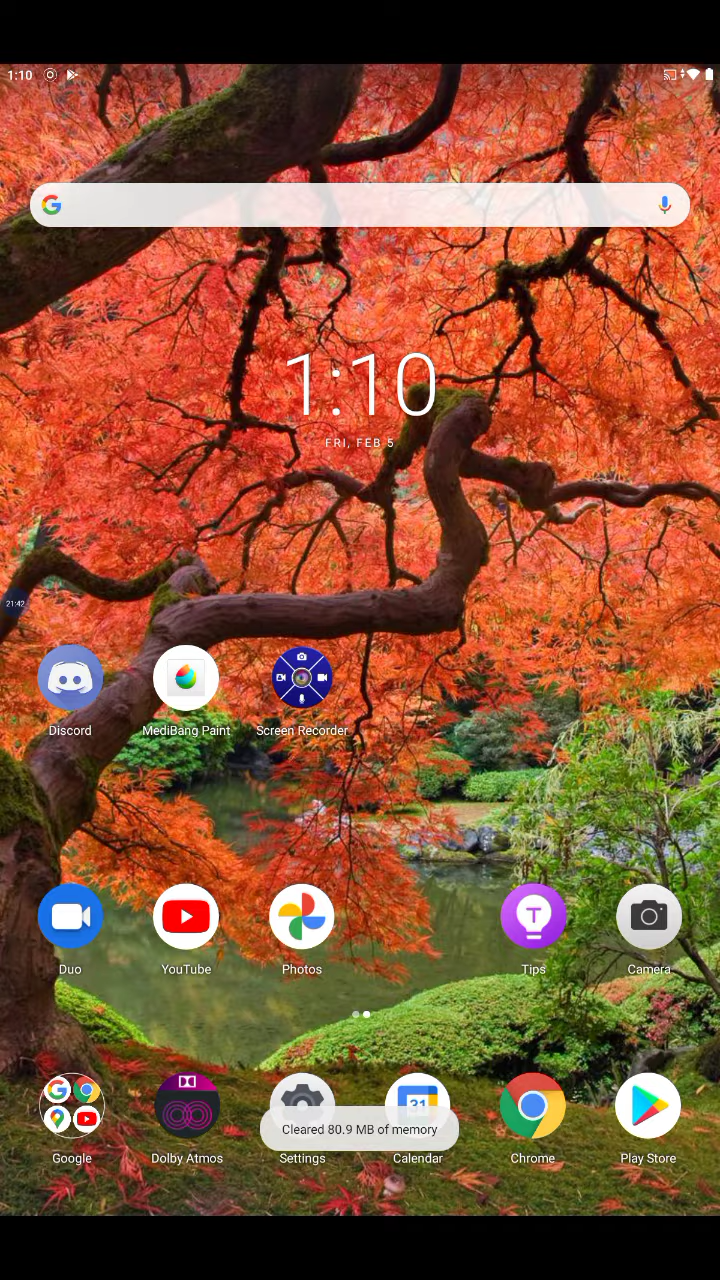 1:10
1:10
FRI, FEB 5
21:42
Discord
MediBang Paint
Screen Recorder
Duo
YouTube
Photos
T
Tips
Camera
31
Cleared 80.9 MB of memory
Google
Dolby Atmos
Settings
Calendar
Chrome
Play Store